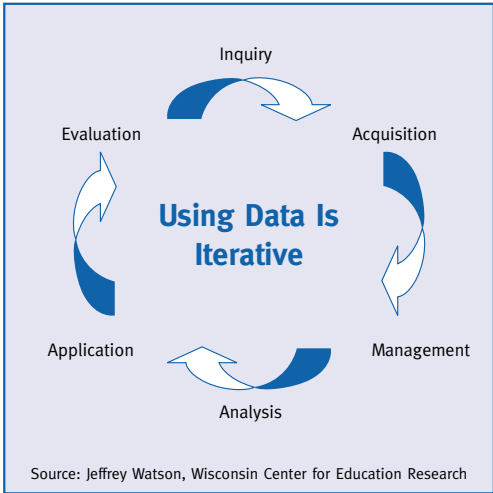 Inquiry
Evaluation
Acquisition
Using Data Is
Iterative
Application
Management
Analysis
Source: Jeffrey Watson, Wisconsin Center for Education Research